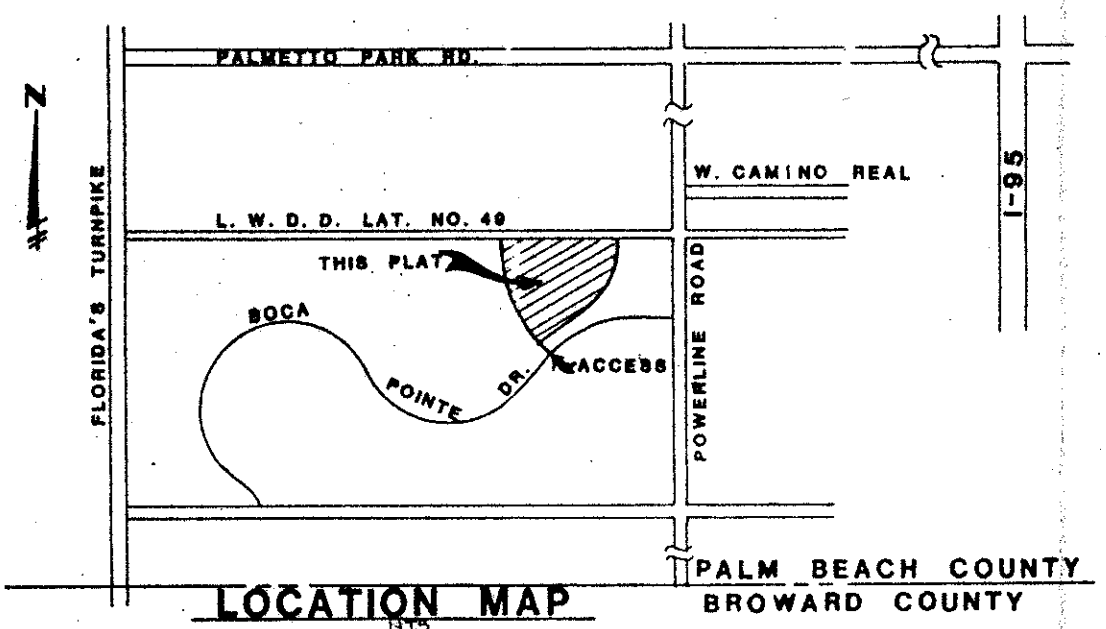 PALMETTO PARK RD.
N
W. CAMINO REAL
I-95
FLORIDA'S TURNPIKE
L. W. D. D. LAT. NO. 49
THIS PLAT
POWERLINE ROAD
BOCA
POINTE
DR.
ACCESS
PALM BEACH COUNTY
LOCATION MAP
BROWARD COUNTY
NTS